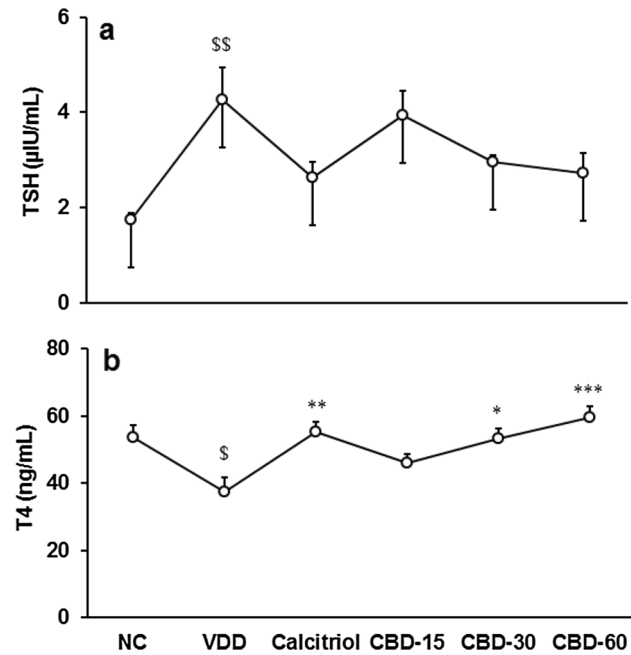 a
6
$$
4
2
0
TSH (µIU/mL)
b
80
***
**
*
60
$
40
20
0
T4 (ng/mL)
NC VDD Calcitriol CBD-15 CBD-30 CBD-60